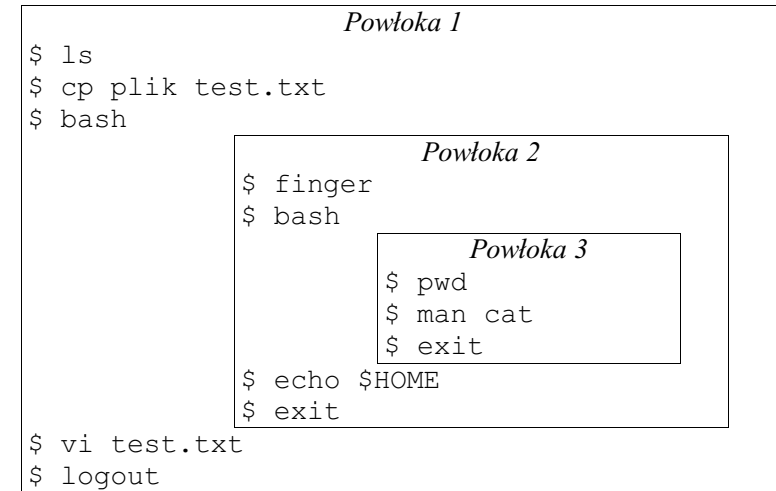 Powłoka 1
$ ls
$ cp plik test.txt
$ bash
Powłoka 2
$ finger
$ bash
Powłoka 3
$ pwd
$ man cat
$ exit
$ echo $HOME
$ exit
$ vi test.txt
$ logout